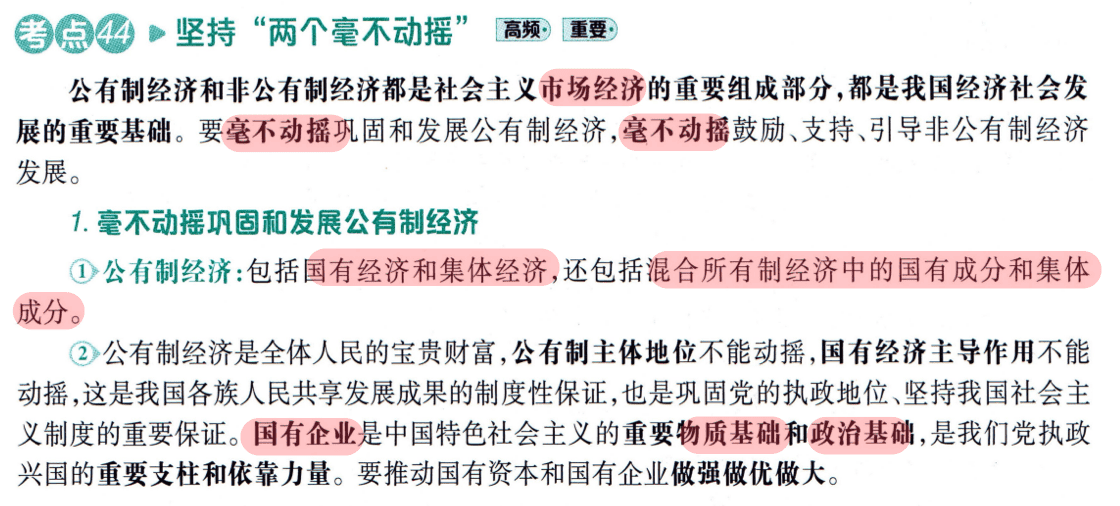 考点44 ▶ 坚持“两个毫不动摇” 高频 重要
公有制经济和非公有制经济都是社会主义市场经济的重要组成部分,都是我国经济社会发
展的重要基础。要毫不动摇巩固和发展公有制经济,毫不动摇鼓励、支持、引导非公有制经济
发展。
1. 毫不动摇巩固和发展公有制经济
①公有制经济:包括国有经济和集体经济,还包括混合所有制经济中的国有成分和集体
成分。
②公有制经济是全体人民的宝贵财富,公有制主体地位不能动摇,国有经济主导作用不能
动摇,这是我国各族人民共享发展成果的制度性保证,也是巩固党的执政地位、坚持我国社会主
义制度的重要保证。国有企业是中国特色社会主义的重要物质基础和政治基础,是我们党执政
兴国的重要支柱和依靠力量。要推动国有资本和国有企业做强做优做大。